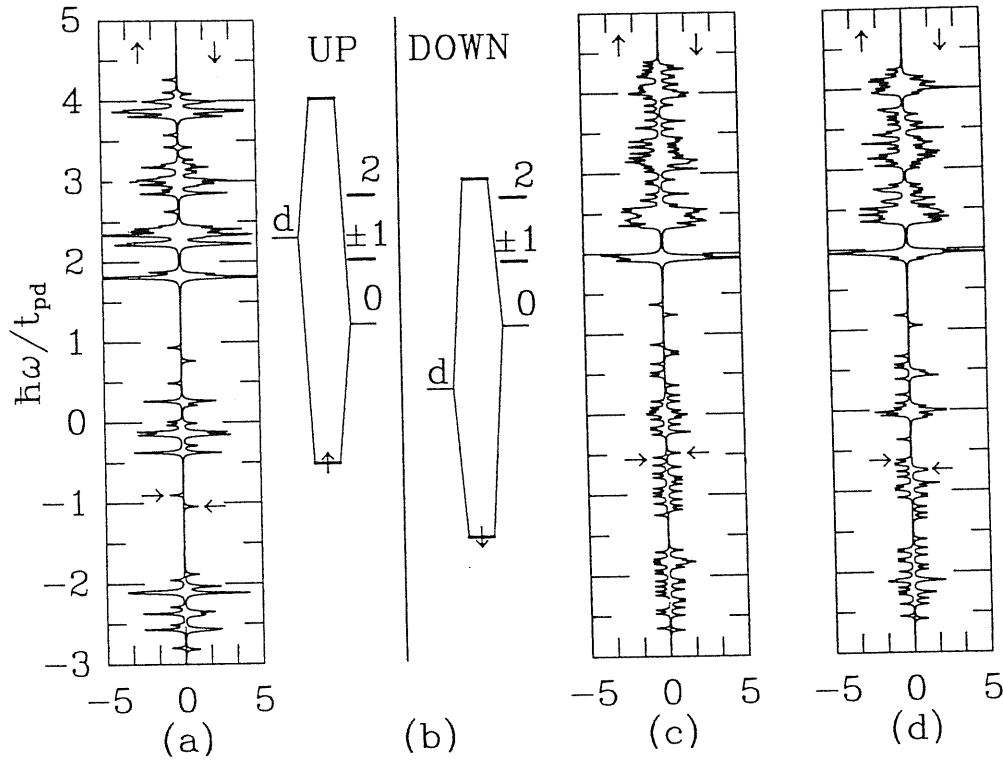 5
4
3
2
1
0
−1
−2
−3
ħω/t_pd
↑ ↓
→ ←
−5 0 5
(a)
UP DOWN
d
2
±1
0
↑
d
2
±1
0
↓
(b)
↑ ↓
→ ←
−5 0 5
(c)
↑ ↓
→ ←
−5 0 5
(d)